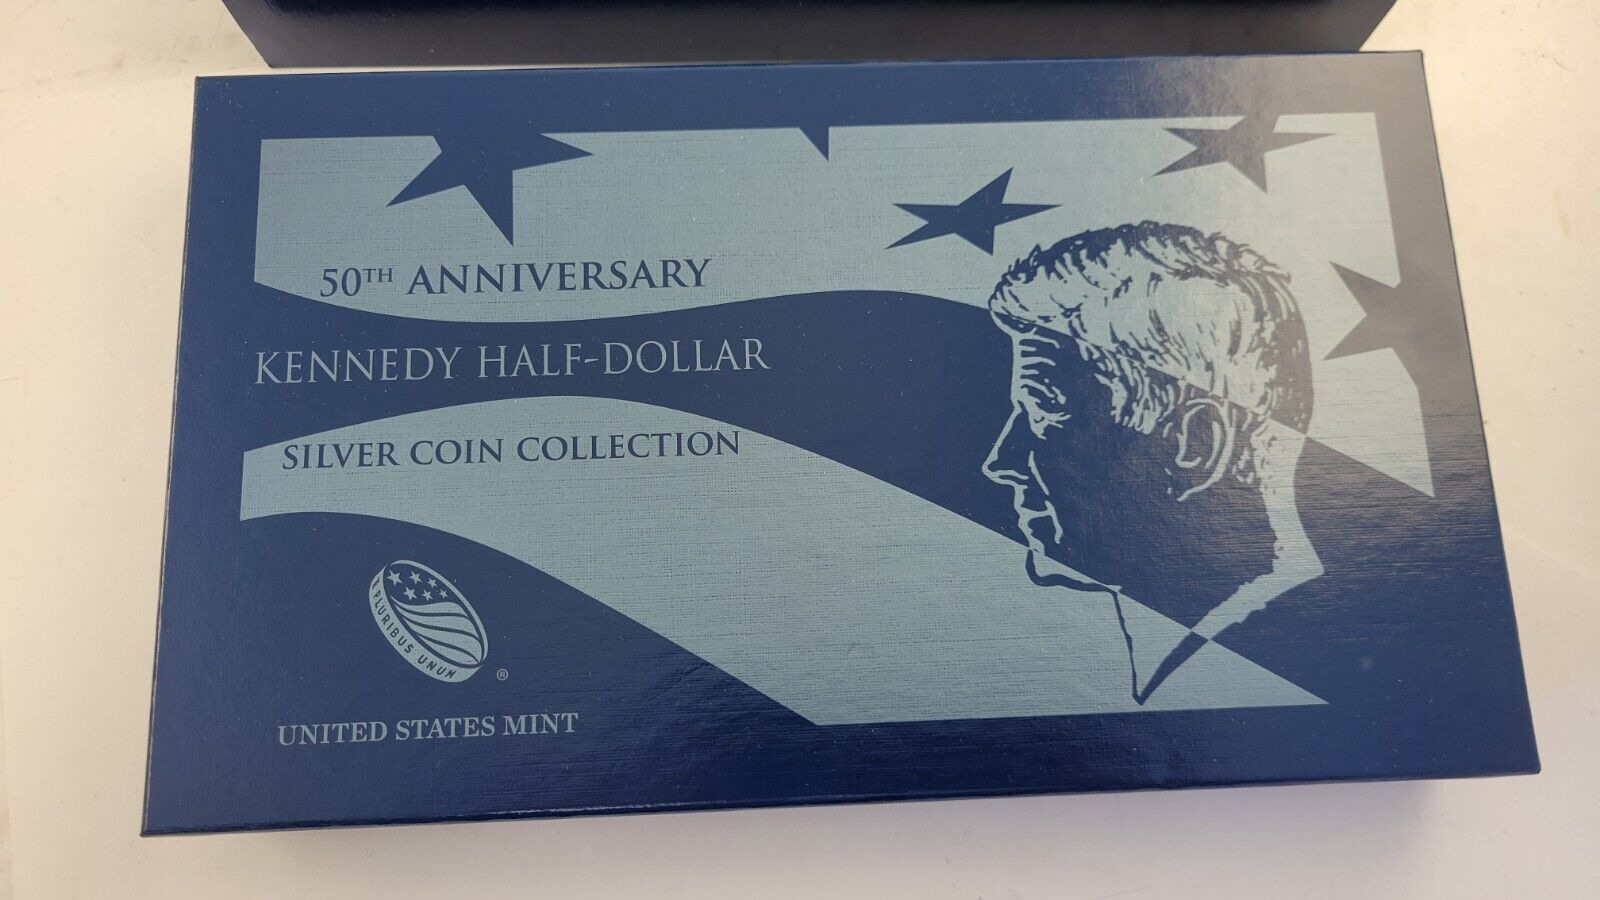 50TH ANNIVERSARY
KENNEDY HALF-DOLLAR
SILVER COIN COLLECTION
E PLURIBUS UNUM
®
UNITED STATES MINT